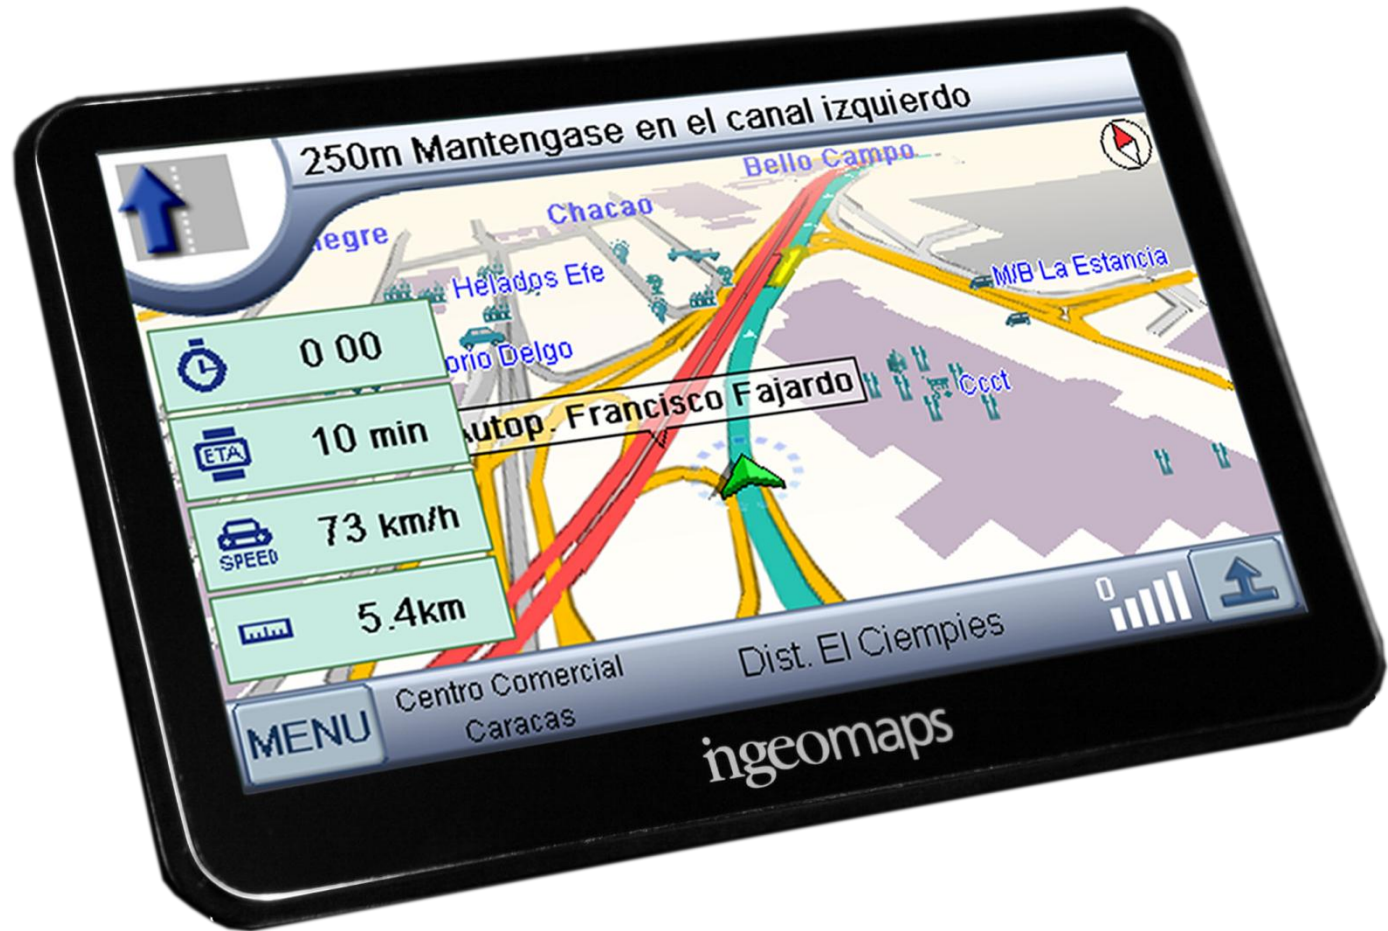 250m Mantengase en el canal izquierdo
Bello Campo
Chacao
egre
Helados Efe
M/B La Estancia
0 00
orio Delgo
Ccct
Autop. Francisco Fajardo
ETA 10 min
SPEED 73 km/h
5.4km
0
MENU
Centro Comercial
Caracas
Dist. El Ciempies
ingeomaps